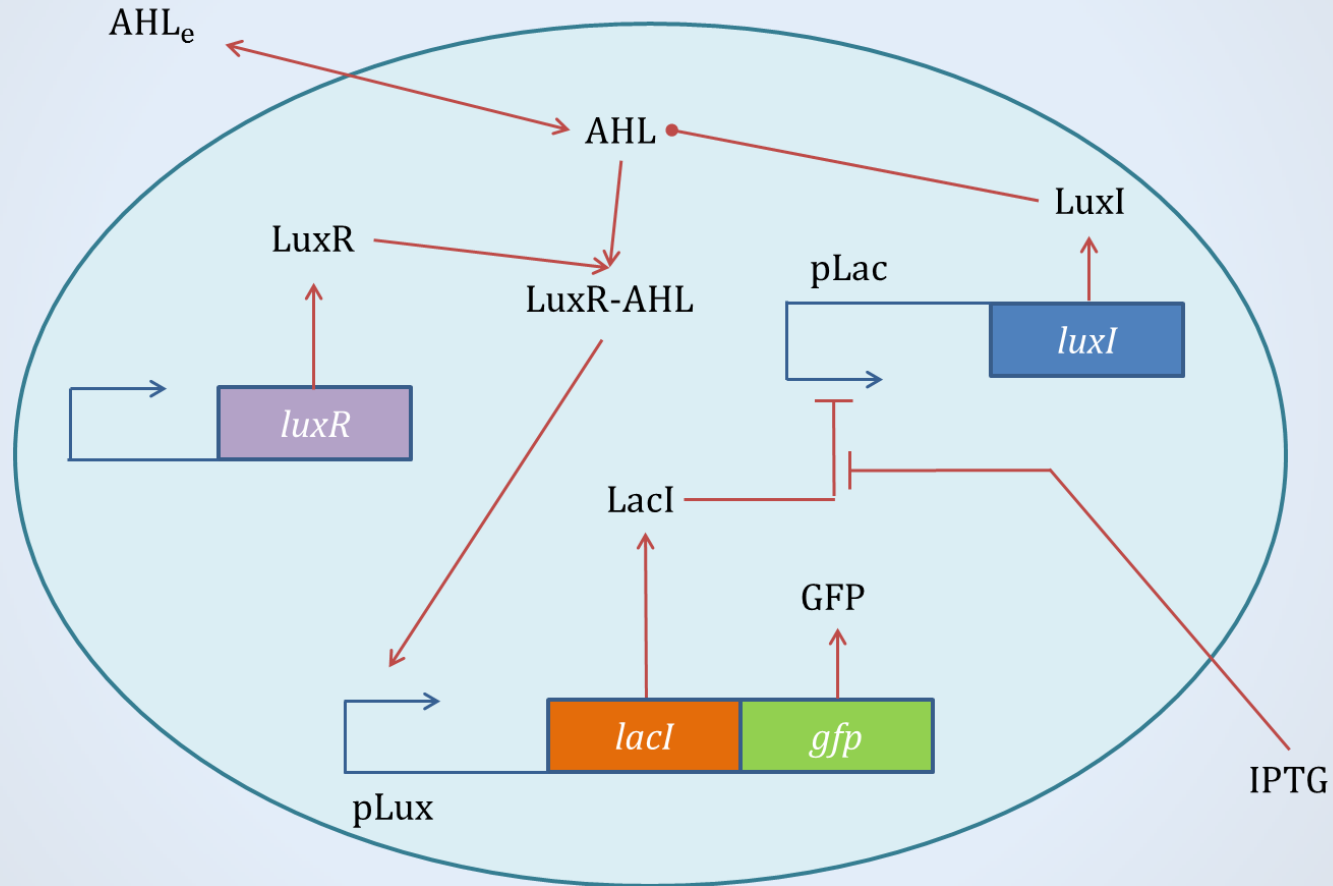 AHLe
AHL
LuxI
LuxR
pLac
LuxR-AHL
luxI
luxR
LacI
GFP
lacI
gfp
IPTG
pLux